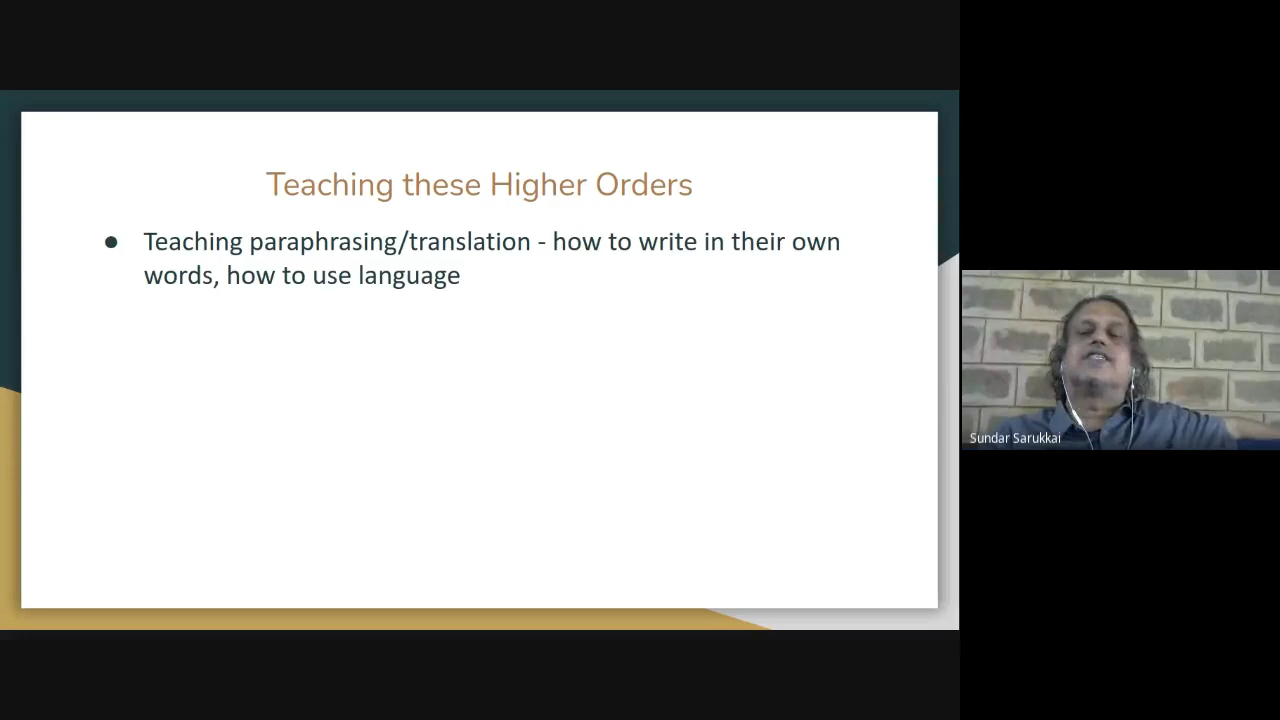 Teaching these Higher Orders
● Teaching paraphrasing/translation - how to write in their own
words, how to use language
Sundar Sarukkai